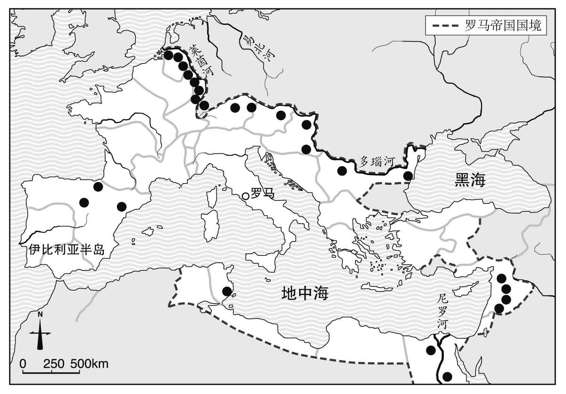 罗马帝国国境
莱茵河
易北河
多瑙河
黑海
罗马
伊比利亚半岛
地中海
尼罗河
N
0 250 500km